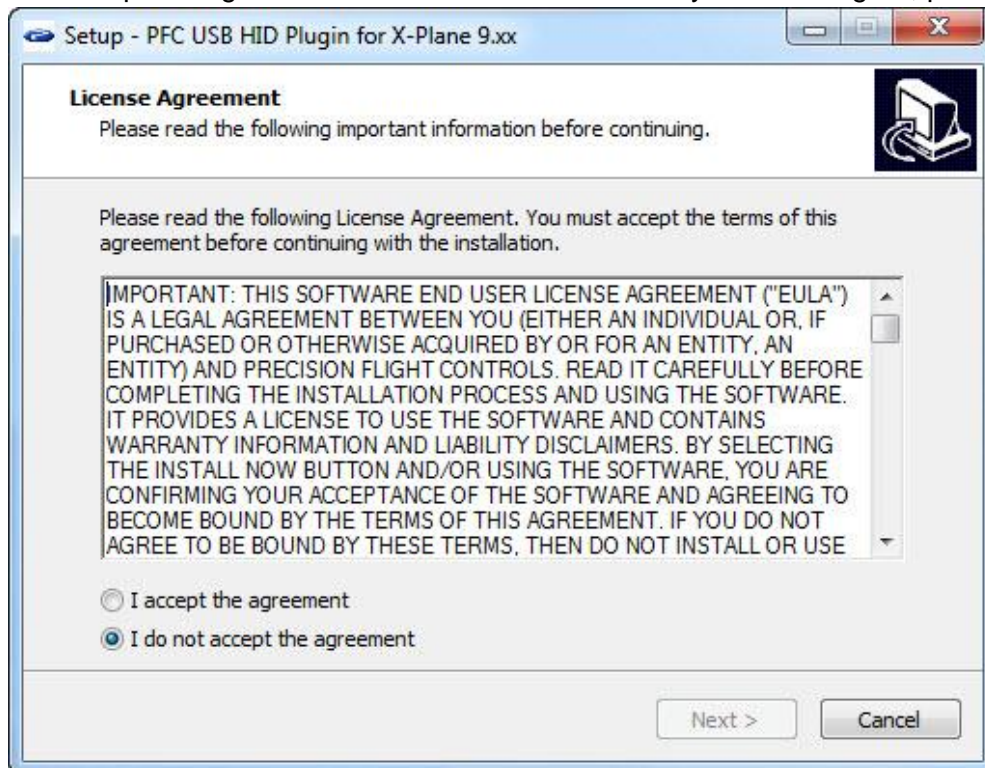 Setup - PFC USB HID Plugin for X-Plane 9.xx
License Agreement
Please read the following important information before continuing.
Please read the following License Agreement. You must accept the terms of this
agreement before continuing with the installation.
IMPORTANT: THIS SOFTWARE END USER LICENSE AGREEMENT ("EULA")
IS A LEGAL AGREEMENT BETWEEN YOU (EITHER AN INDIVIDUAL OR, IF
PURCHASED OR OTHERWISE ACQUIRED BY OR FOR AN ENTITY, AN
ENTITY) AND PRECISION FLIGHT CONTROLS. READ IT CAREFULLY BEFORE
COMPLETING THE INSTALLATION PROCESS AND USING THE SOFTWARE.
IT PROVIDES A LICENSE TO USE THE SOFTWARE AND CONTAINS
WARRANTY INFORMATION AND LIABILITY DISCLAIMERS. BY SELECTING
THE INSTALL NOW BUTTON AND/OR USING THE SOFTWARE, YOU ARE
CONFIRMING YOUR ACCEPTANCE OF THE SOFTWARE AND AGREEING TO
BECOME BOUND BY THE TERMS OF THIS AGREEMENT. IF YOU DO NOT
AGREE TO BE BOUND BY THESE TERMS, THEN DO NOT INSTALL OR USE
I accept the agreement
I do not accept the agreement
Next >
Cancel